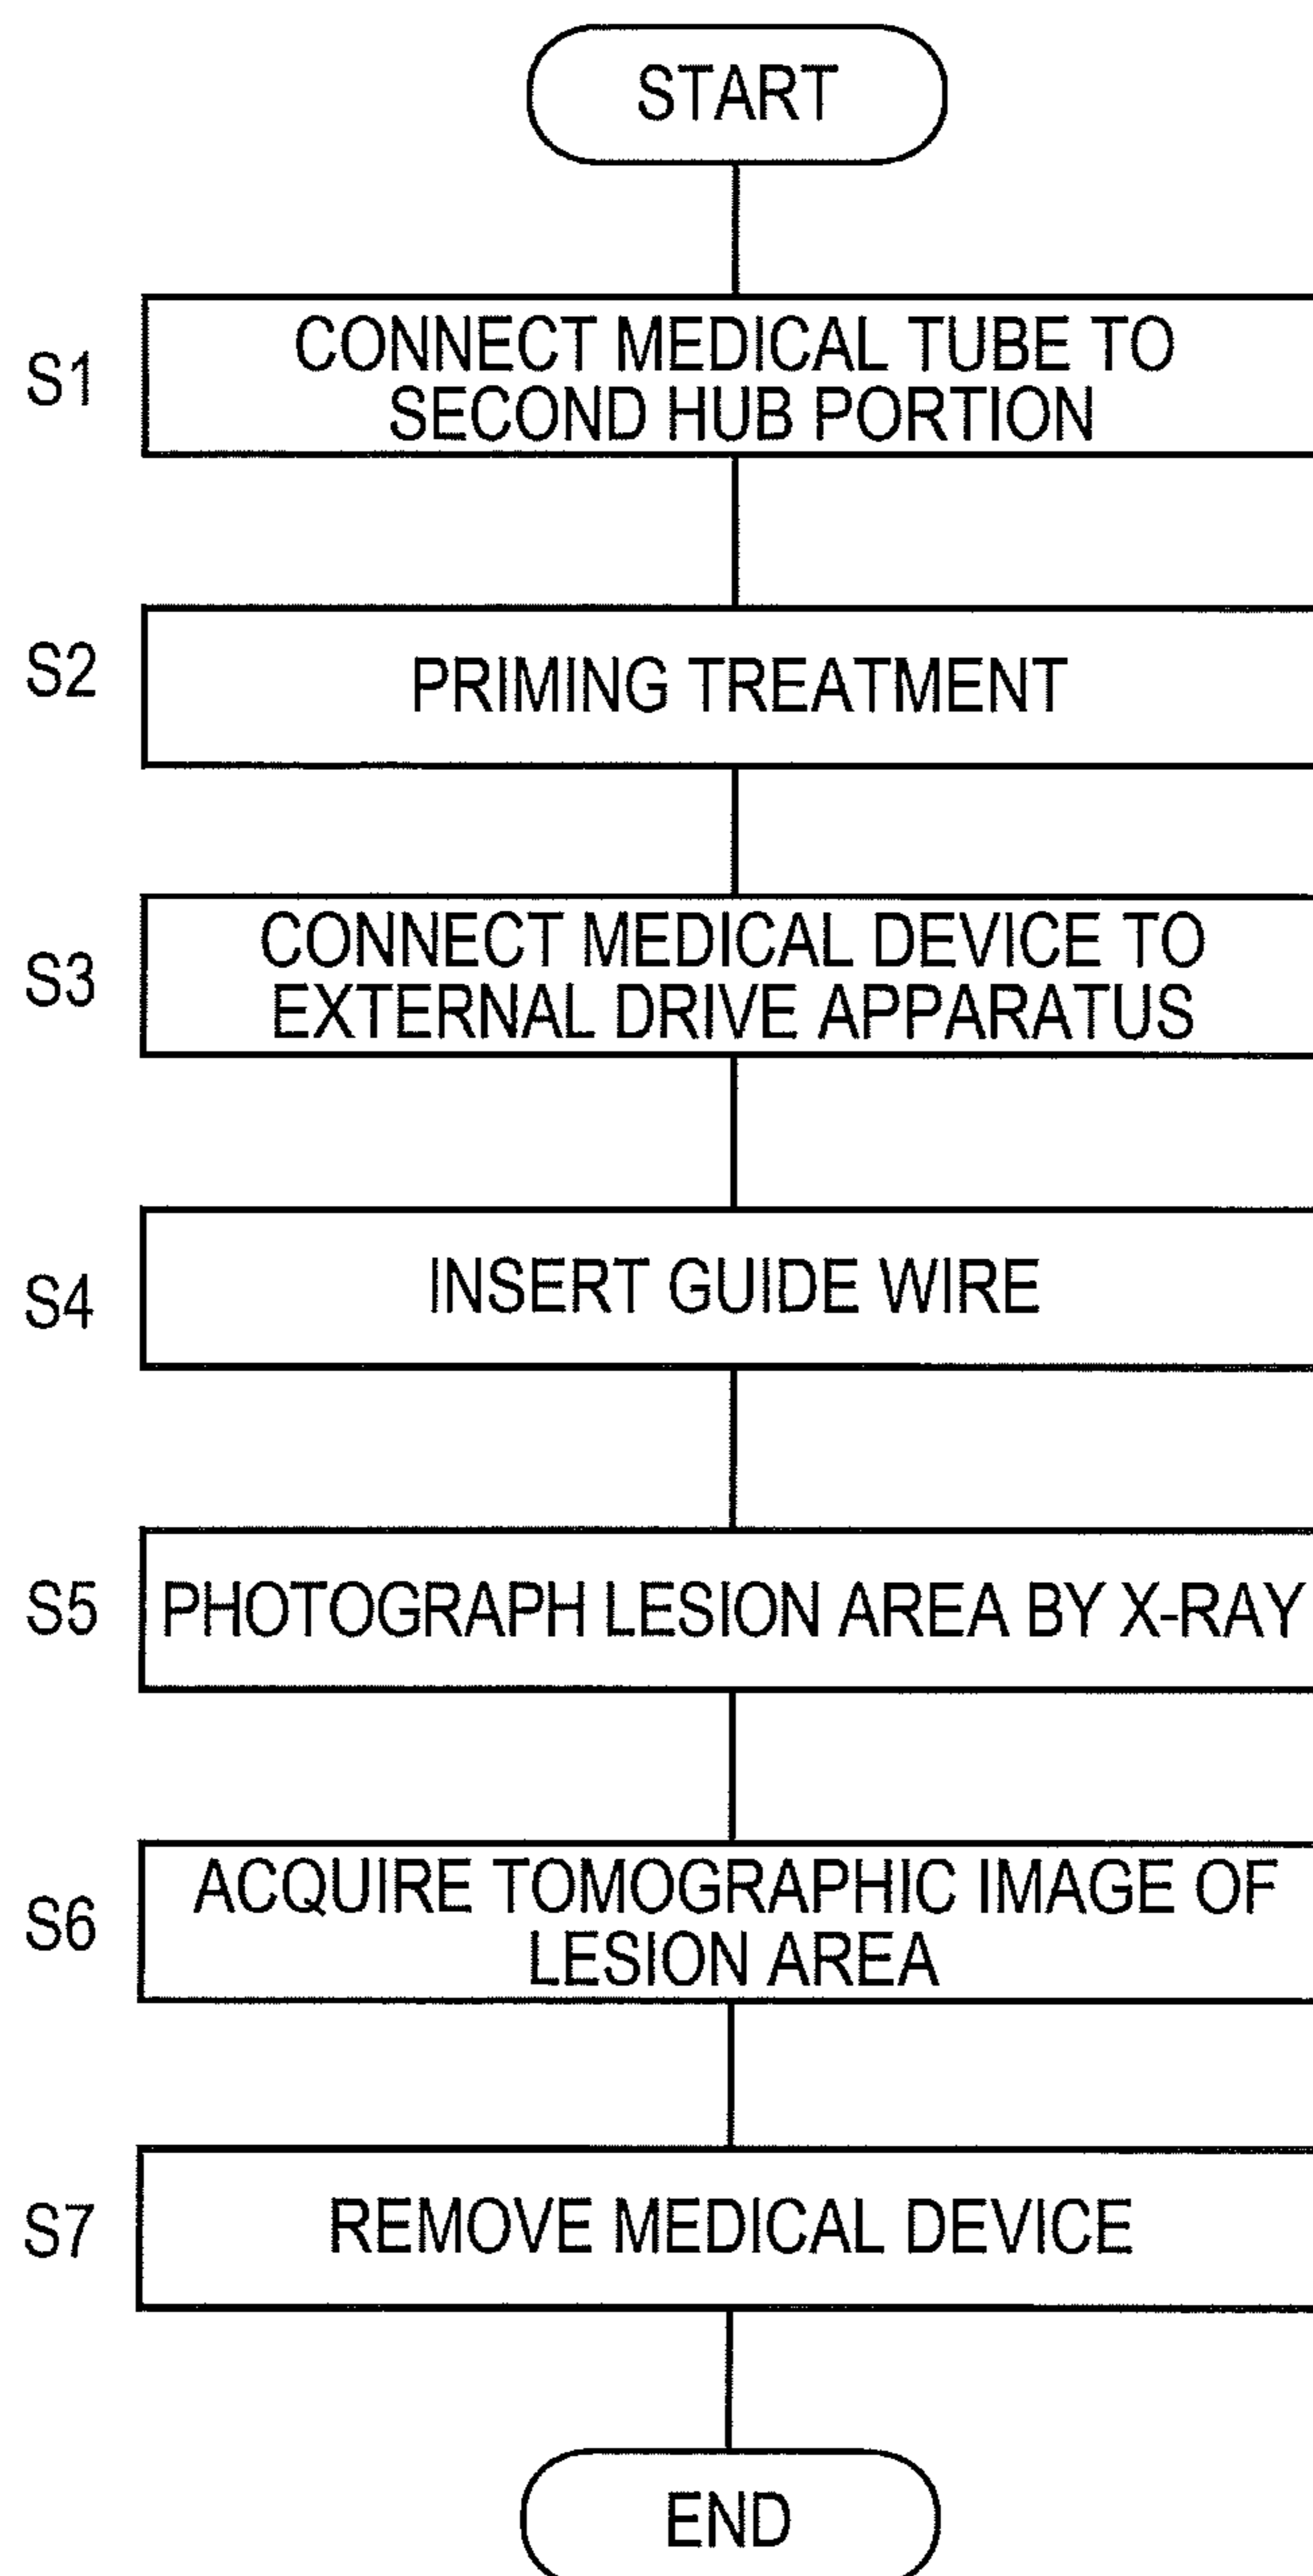 START
S1
CONNECT MEDICAL TUBE TO
SECOND HUB PORTION
S2
PRIMING TREATMENT
S3
CONNECT MEDICAL DEVICE TO
EXTERNAL DRIVE APPARATUS
S4
INSERT GUIDE WIRE
S5
PHOTOGRAPH LESION AREA BY X-RAY
S6
ACQUIRE TOMOGRAPHIC IMAGE OF
LESION AREA
S7
REMOVE MEDICAL DEVICE
END